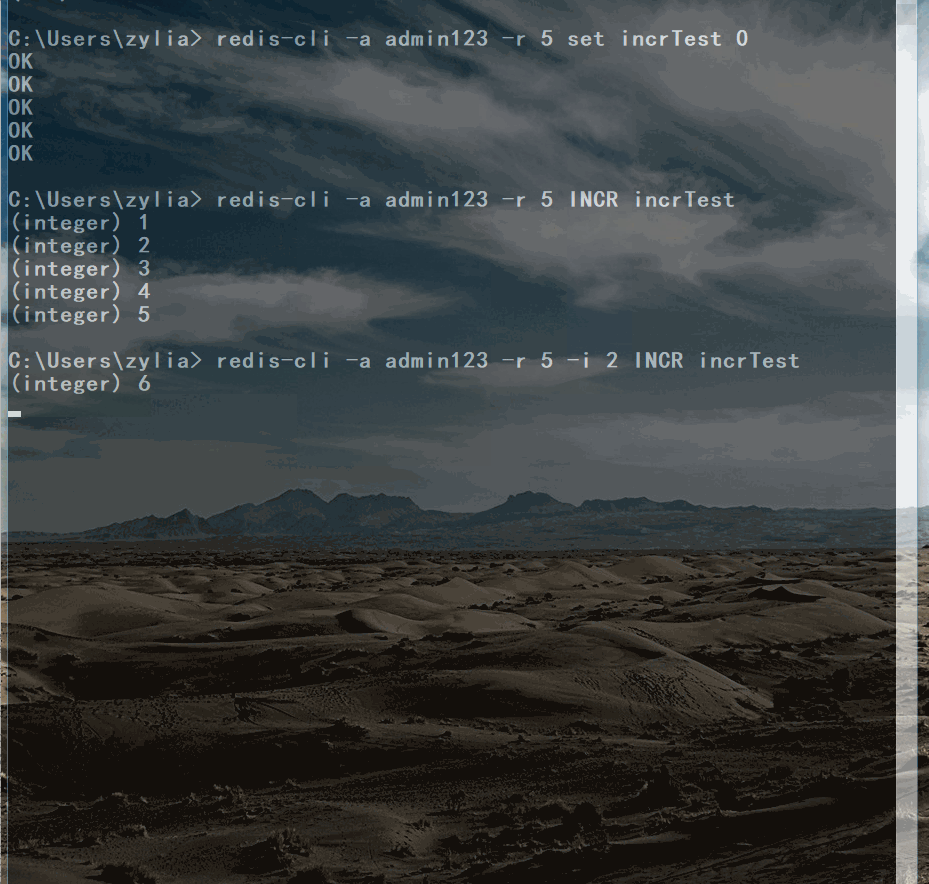 C:\Users\zylia> redis-cli -a admin123 -r 5 set incrTest 0
OK
OK
OK
OK
OK
C:\Users\zylia> redis-cli -a admin123 -r 5 INCR incrTest
(integer) 1
(integer) 2
(integer) 3
(integer) 4
(integer) 5
C:\Users\zylia> redis-cli -a admin123 -r 5 -i 2 INCR incrTest
(integer) 6